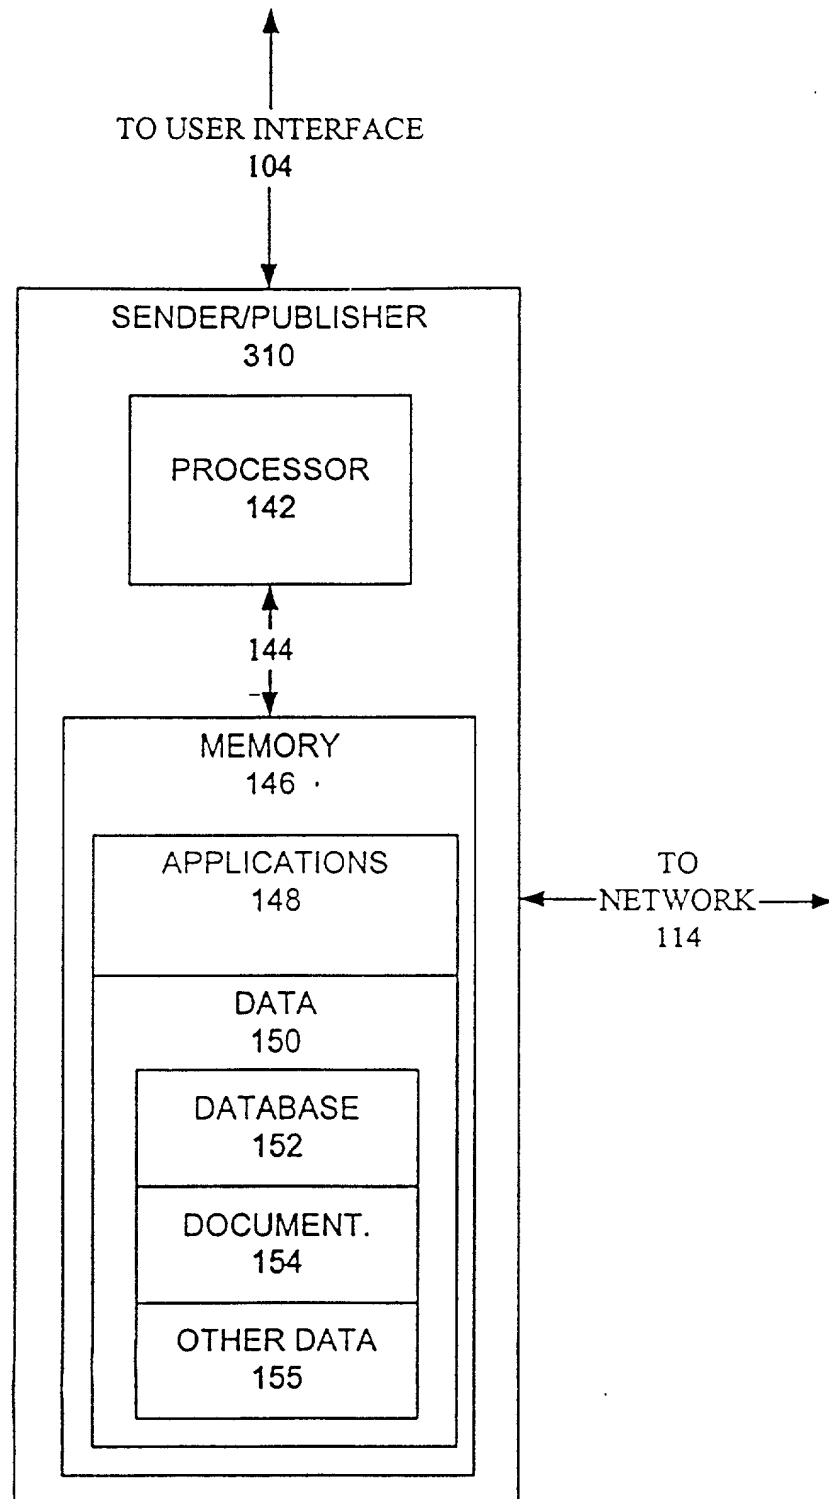 TO USER INTERFACE
104
SENDER/PUBLISHER
310
PROCESSOR
142
144
MEMORY
146
APPLICATIONS
148
TO
NETWORK
114
DATA
150
DATABASE
152
DOCUMENT.
154
OTHER DATA
155